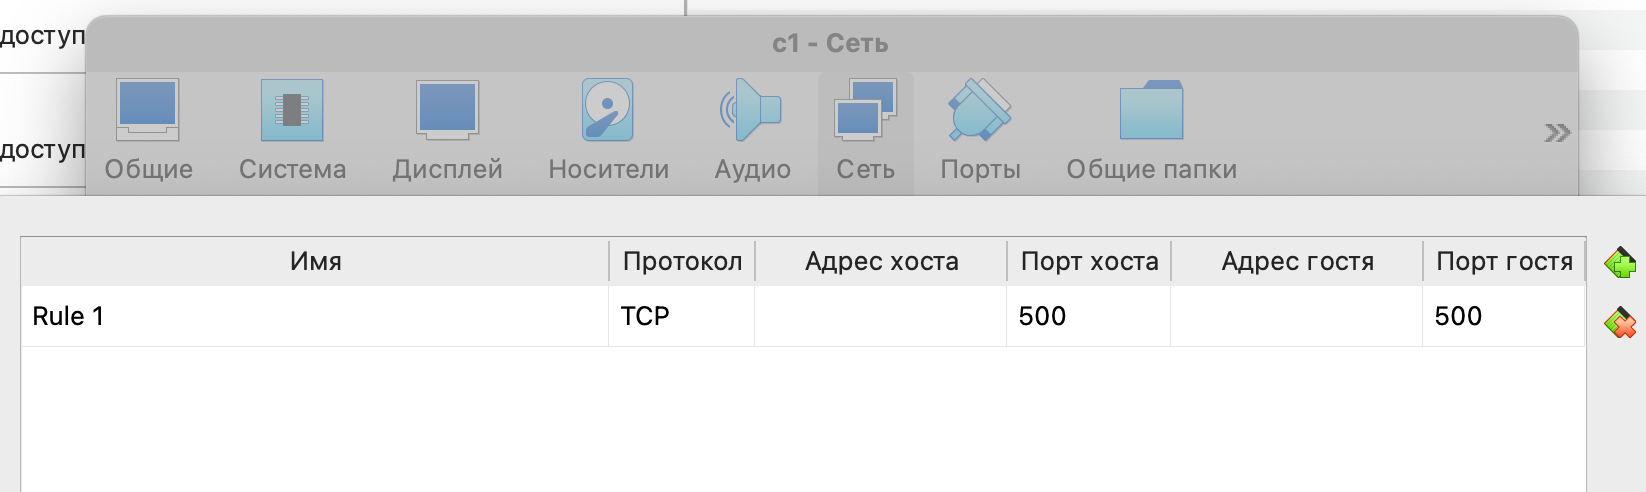 доступ
c1 - Сеть
Общие Система Дисплей Носители Аудио Сеть Порты Общие папки
доступ
Имя Протокол Адрес хоста Порт хоста Адрес гостя Порт гостя
Rule 1 TCP 500 500